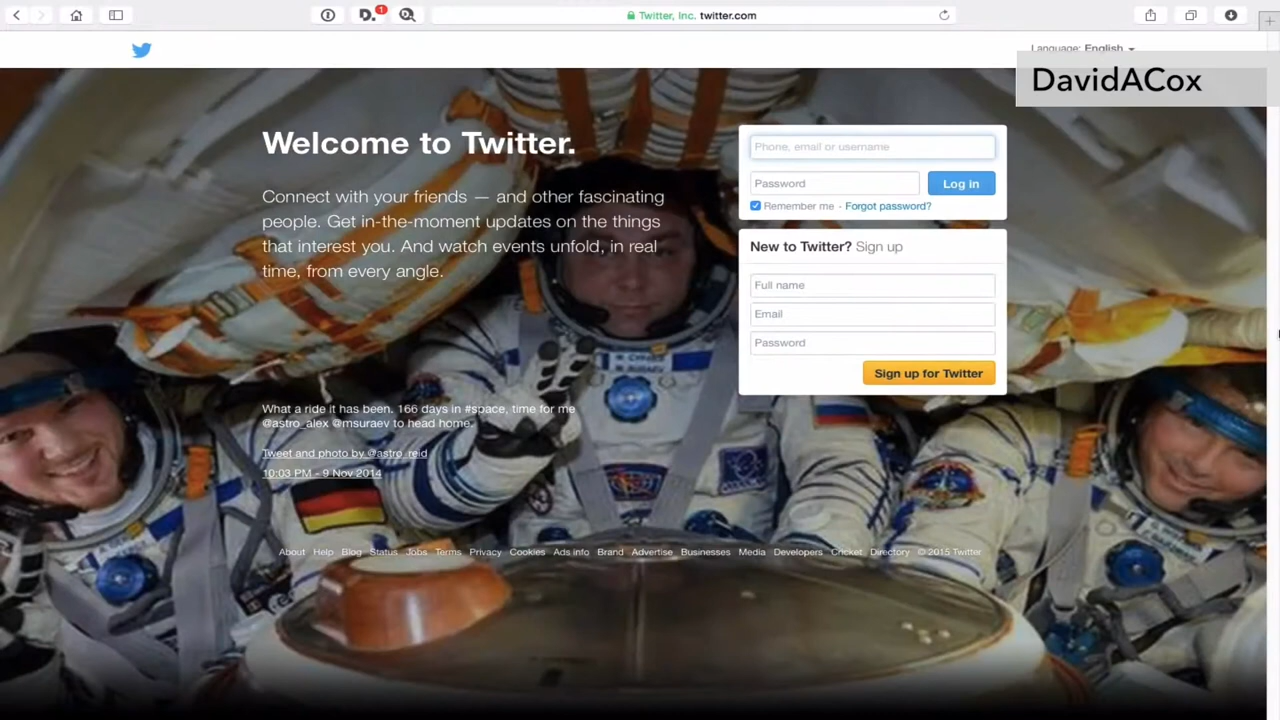 1
Twitter, Inc. twitter.com
Language: English
DavidACox
Welcome to Twitter.
Connect with your friends — and other fascinating
people. Get in-the-moment updates on the things
that interest you. And watch events unfold, in real
time, from every angle.
Phone, email or username
Password
Log in
Remember me · Forgot password?
New to Twitter? Sign up
Full name
Email
Password
Sign up for Twitter
What a ride it has been. 166 days in #space, time for me
@astro_alex @msuraev to head home.
Tweet and photo by @astro_reid
10:03 PM - 9 Nov 2014
About Help Blog Status Jobs Terms Privacy Cookies Ads info Brand Advertise Businesses Media Developers Cricket Directory © 2015 Twitter